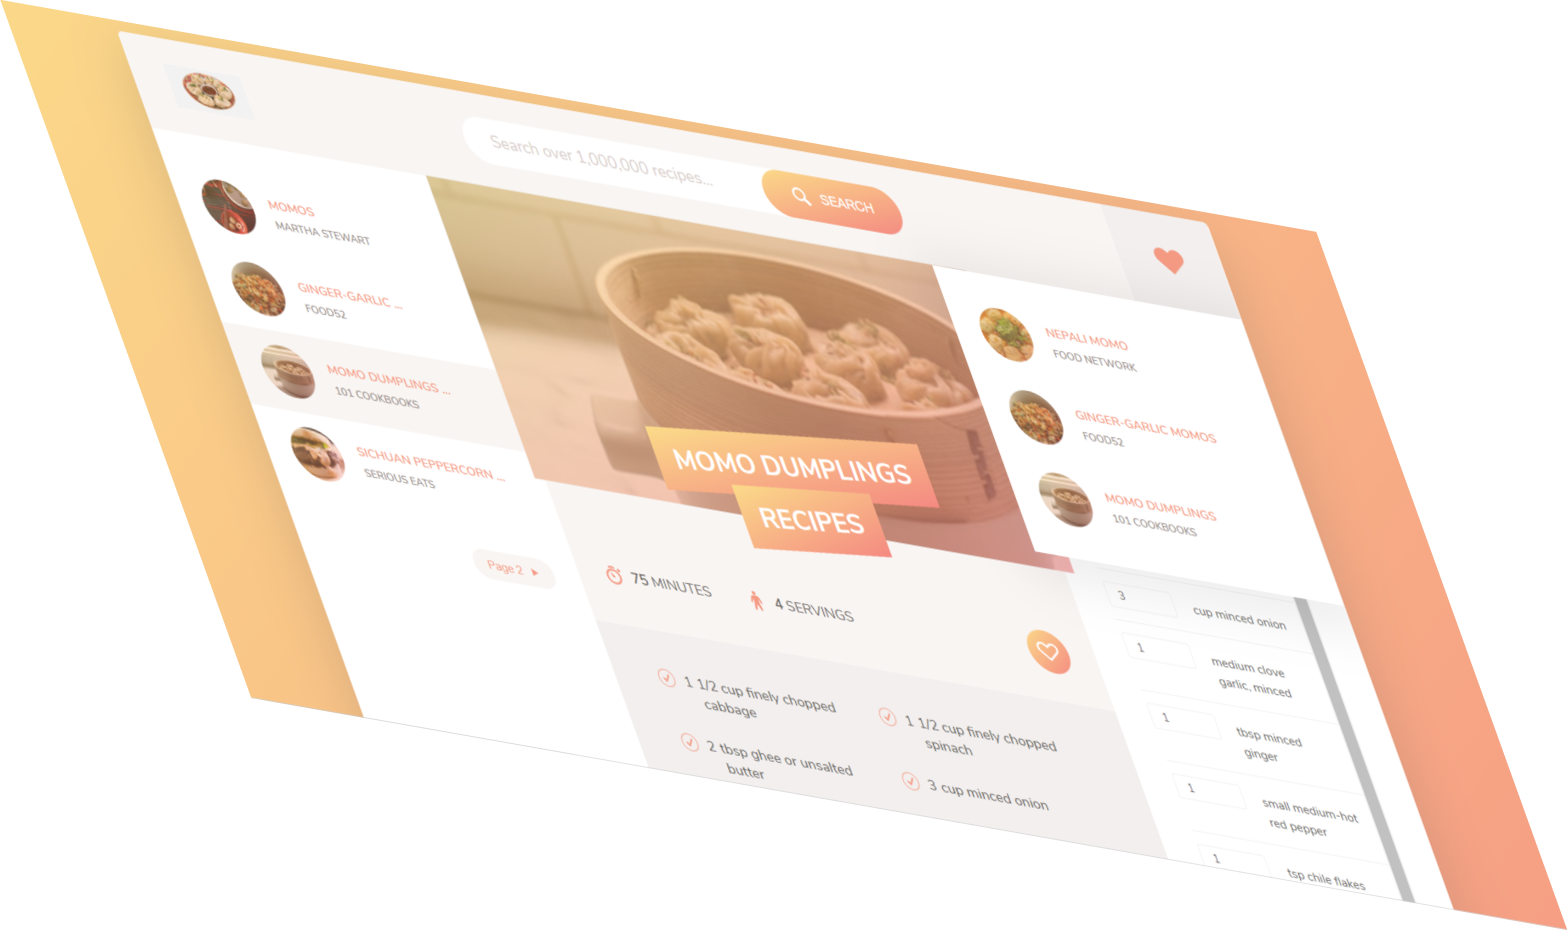 Search over 1,000,000 recipes...
SEARCH
MOMOS
MARTHA STEWART
GINGER-GARLIC ...
FOOD52
MOMO DUMPLINGS ...
101 COOKBOOKS
SICHUAN PEPPERCORN ...
SERIOUS EATS
Page 2
MOMO DUMPLINGS
RECIPES
75 MINUTES
4 SERVINGS
1 1/2 cup finely chopped
cabbage
2 tbsp ghee or unsalted
butter
1 1/2 cup finely chopped
spinach
3 cup minced onion
NEPALI MOMO
FOOD NETWORK
GINGER-GARLIC MOMOS
FOOD52
MOMO DUMPLINGS
101 COOKBOOKS
3 cup minced onion
1 medium clove
garlic, minced
1 tbsp minced
ginger
1 small medium-hot
red pepper
1 tsp chile flakes